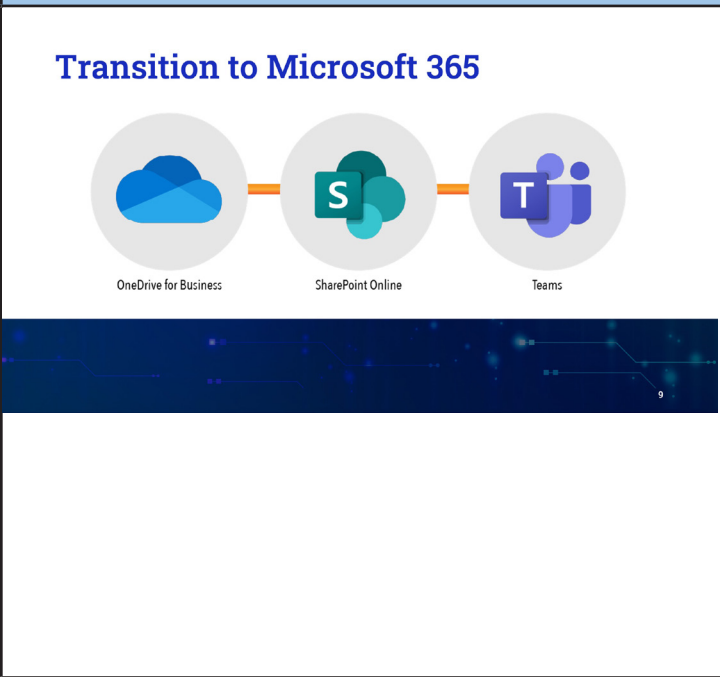 Transition to Microsoft 365
S
T
OneDrive for Business
SharePoint Online
Teams
9